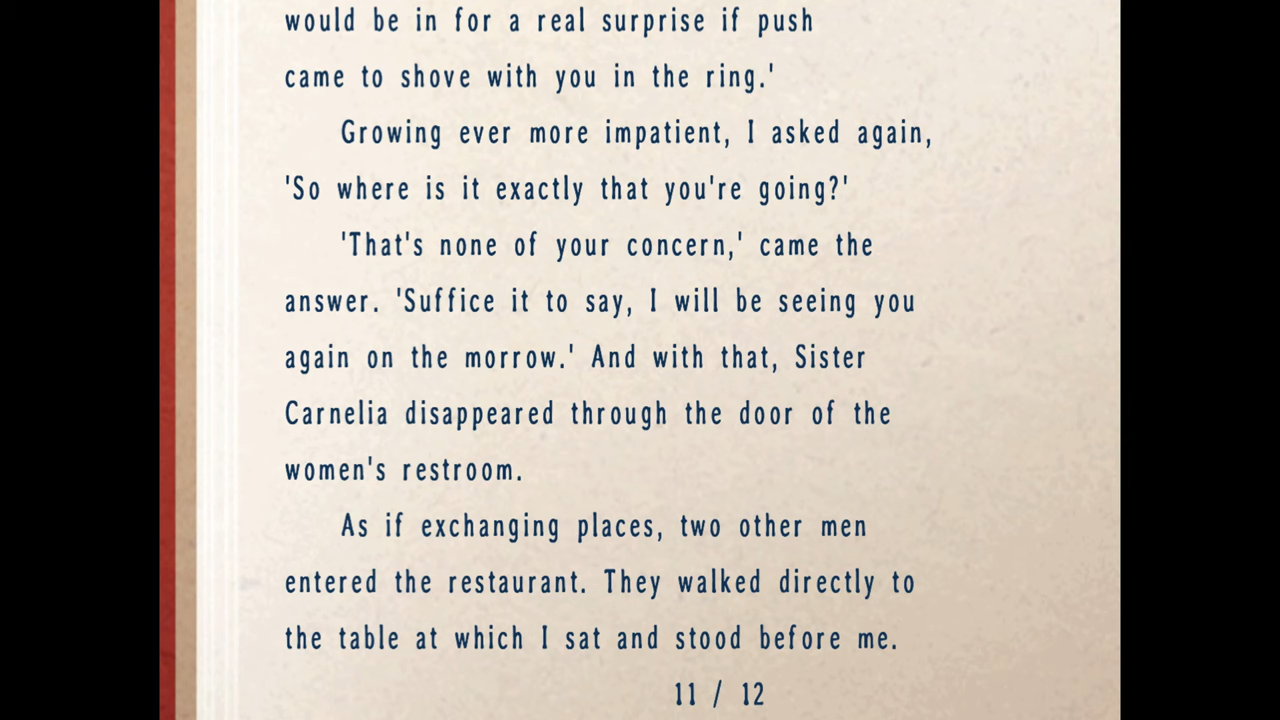 would be in for a real surprise if push
came to shove with you in the ring.'
Growing ever more impatient, I asked again,
'So where is it exactly that you're going?'
'That's none of your concern,' came the
answer. 'Suffice it to say, I will be seeing you
again on the morrow.' And with that, Sister
Carnelia disappeared through the door of the
women's restroom.
As if exchanging places, two other men
entered the restaurant. They walked directly to
the table at which I sat and stood before me.
11 / 12